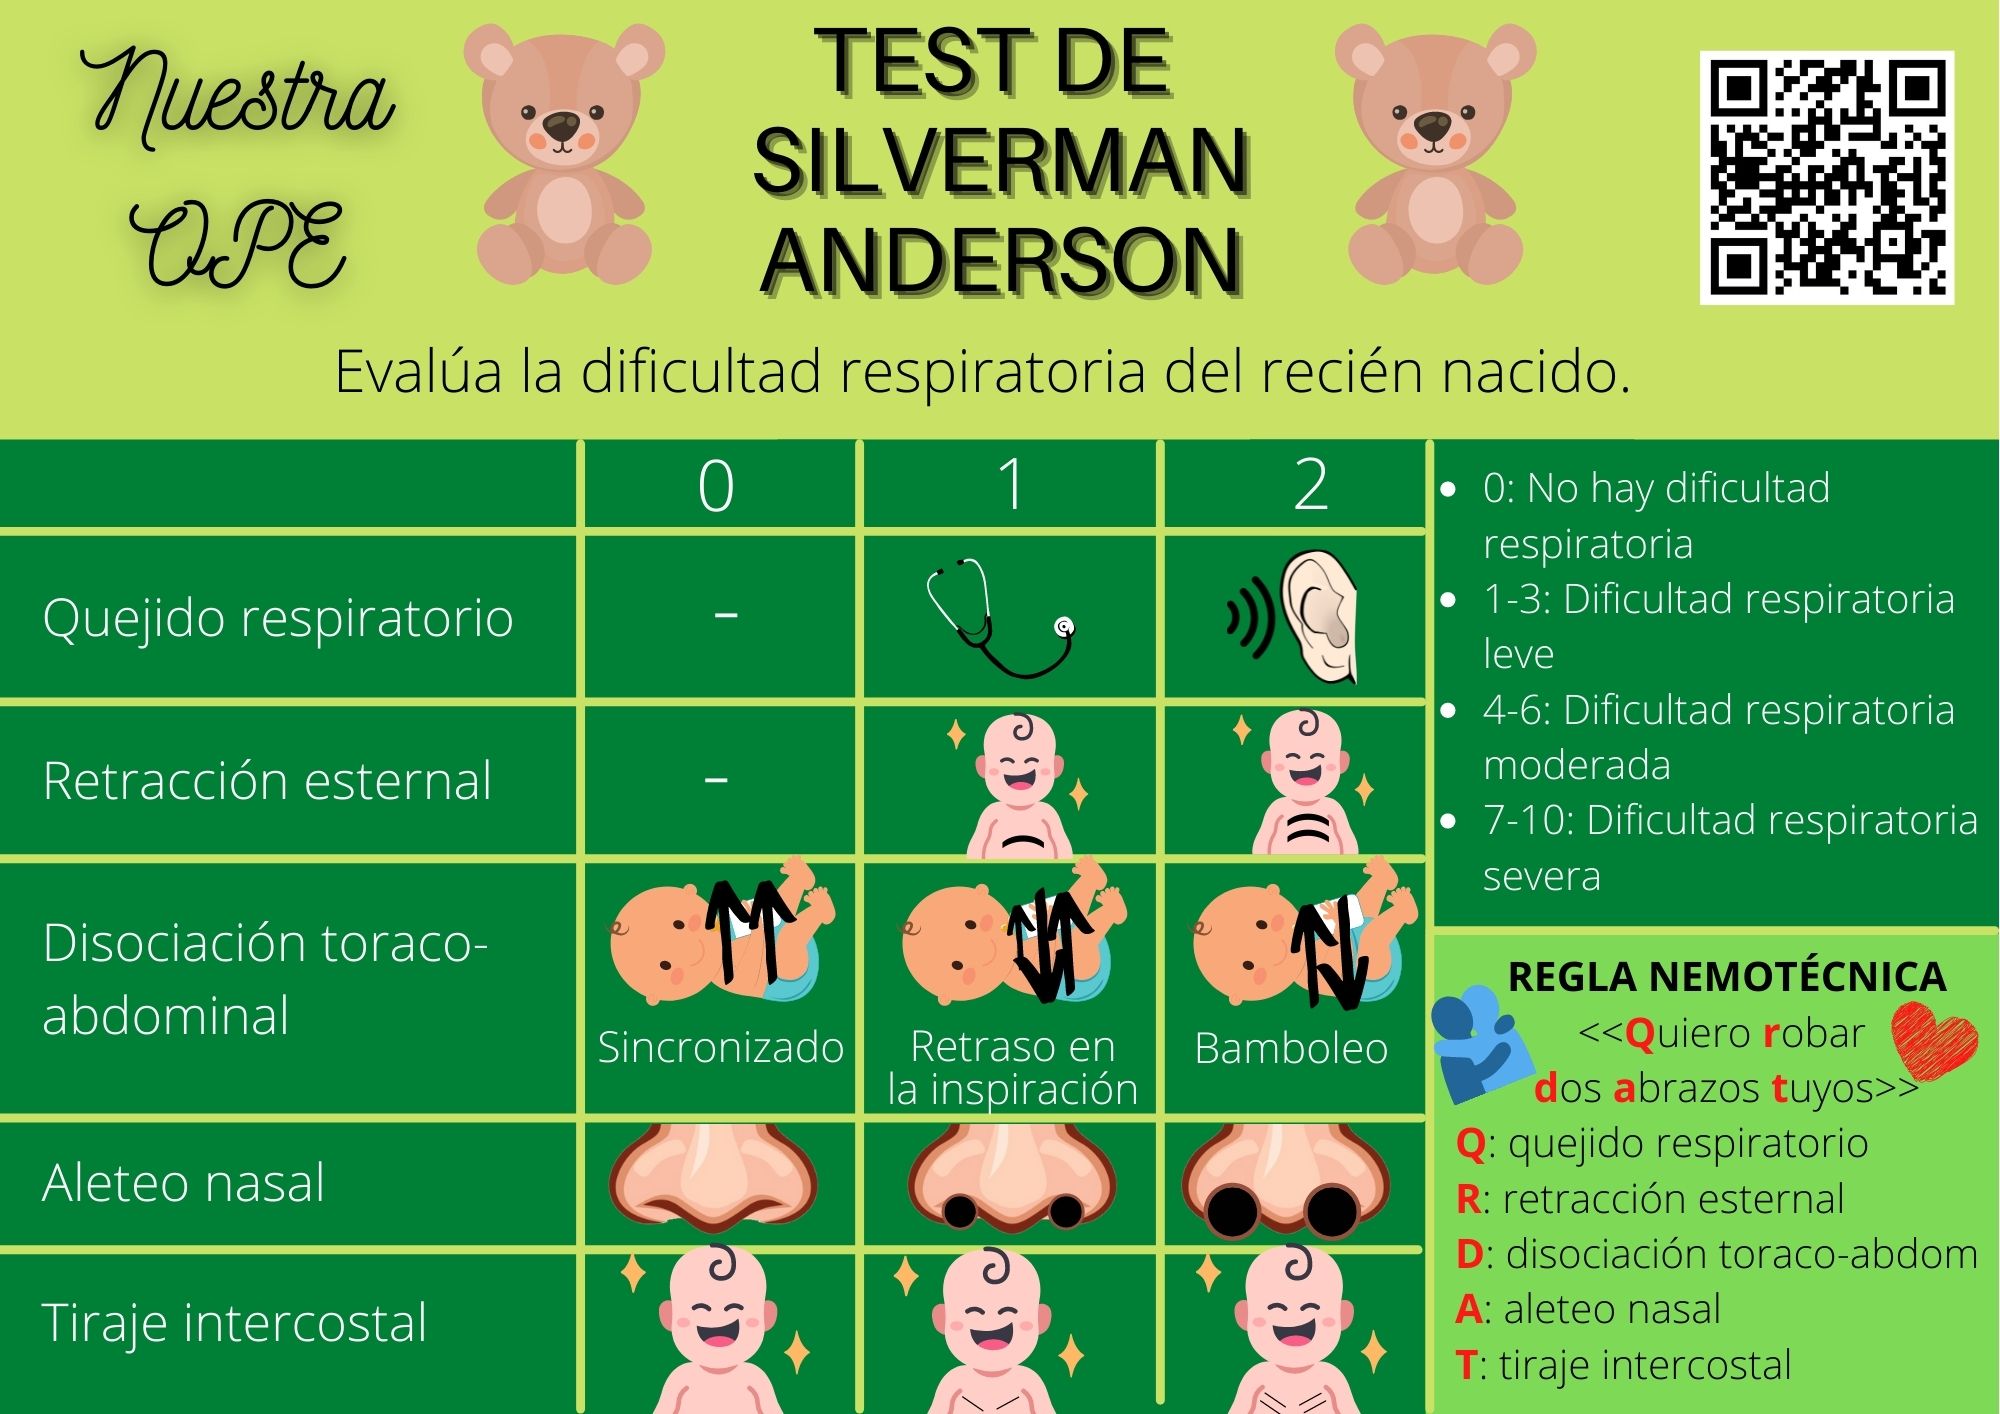 Nuestra
OPE
TEST DE
SILVERMAN
ANDERSON
Evalúa la dificultad respiratoria del recién nacido.
0 1 2
Quejido respiratorio - 
Retracción esternal -
Disociación toraco-
abdominal
Sincronizado
Retraso en
la inspiración
Bamboleo
Aleteo nasal
Tiraje intercostal
• 0: No hay dificultad
respiratoria
• 1-3: Dificultad respiratoria
leve
• 4-6: Dificultad respiratoria
moderada
• 7-10: Dificultad respiratoria
severa
REGLA NEMOTÉCNICA
<<Quiero robar
dos abrazos tuyos>>
Q: quejido respiratorio
R: retracción esternal
D: disociación toraco-abdom
A: aleteo nasal
T: tiraje intercostal